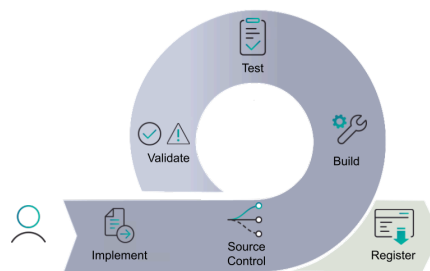 Test
Validate
Build
Implement
Source
Control
Register